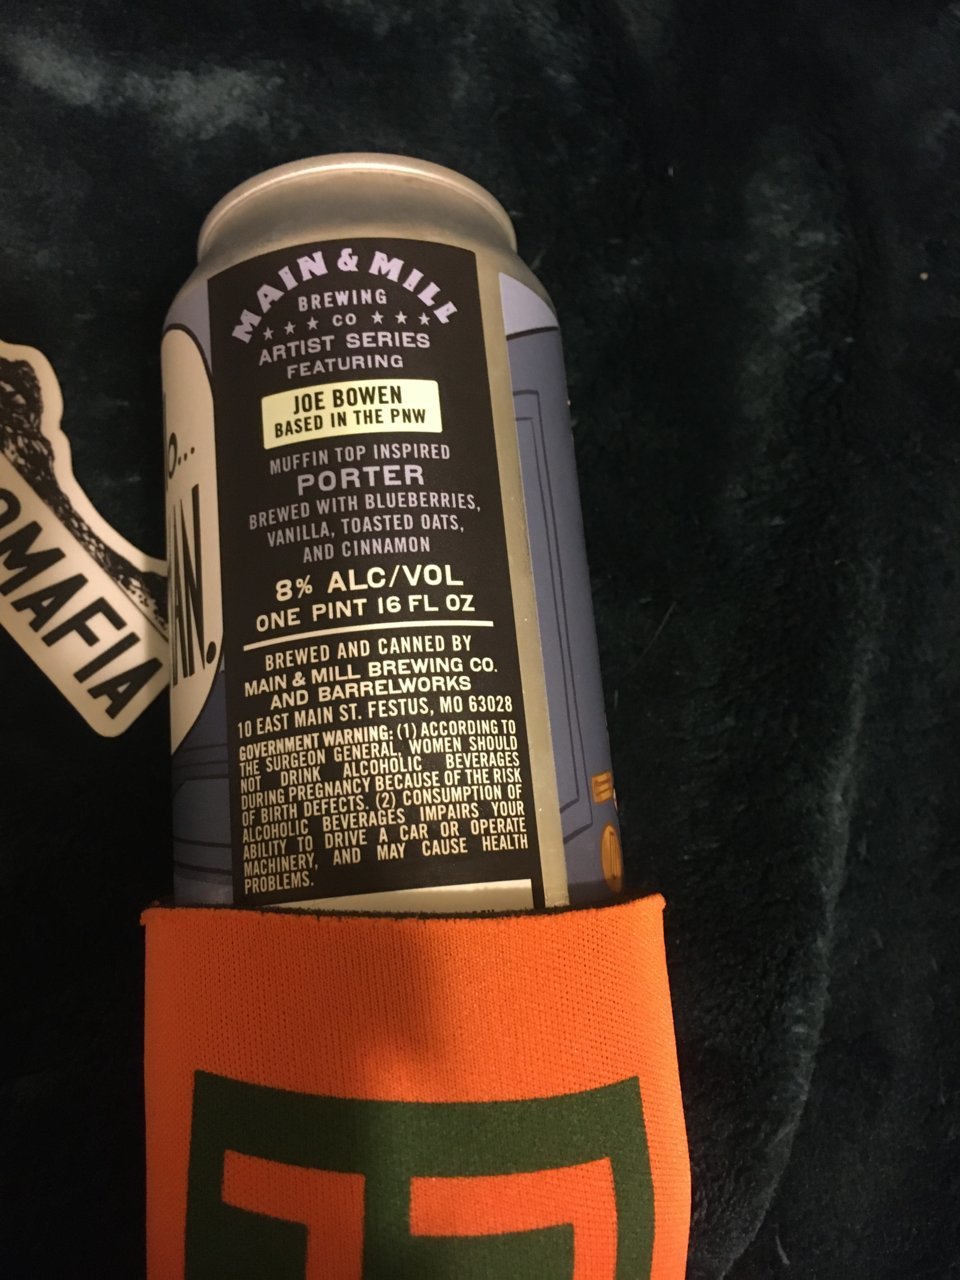 MAIN & MILL
BREWING
CO
ARTIST SERIES
FEATURING
JOE BOWEN
BASED IN THE PNW
MUFFIN TOP INSPIRED
PORTER
BREWED WITH BLUEBERRIES,
VANILLA, TOASTED OATS,
AND CINNAMON
8% ALC/VOL
ONE PINT 16 FL OZ
BREWED AND CANNED BY
MAIN & MILL BREWING CO.
AND BARRELWORKS
10 EAST MAIN ST. FESTUS, MO 63028
GOVERNMENT WARNING: (1) ACCORDING TO
THE SURGEON GENERAL, WOMEN SHOULD
NOT DRINK ALCOHOLIC BEVERAGES
DURING PREGNANCY BECAUSE OF THE RISK
OF BIRTH DEFECTS. (2) CONSUMPTION OF
ALCOHOLIC BEVERAGES IMPAIRS YOUR
ABILITY TO DRIVE A CAR OR OPERATE
MACHINERY, AND MAY CAUSE HEALTH
PROBLEMS.
OMAFIA